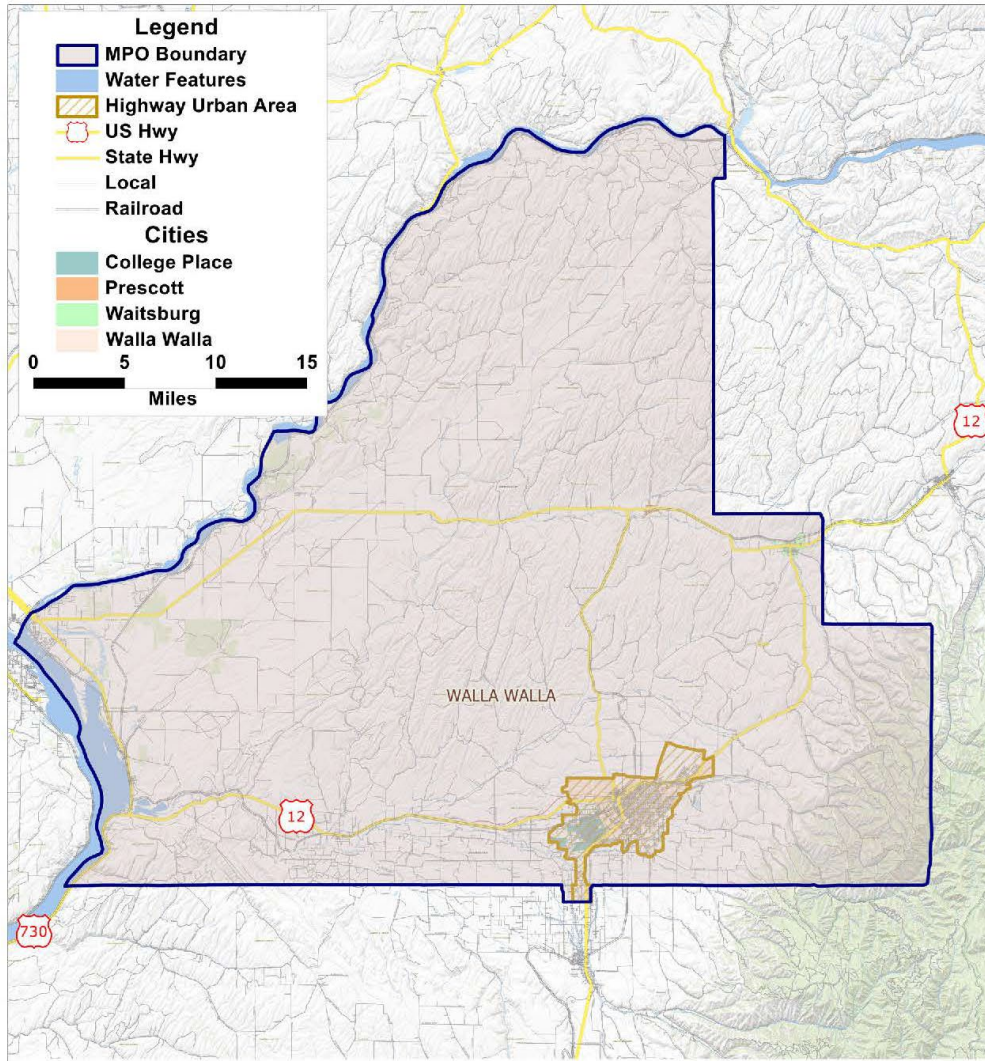 Legend
MPO Boundary
Water Features
Highway Urban Area
US Hwy
State Hwy
Local
Railroad
Cities
College Place
Prescott
Waitsburg
Walla Walla
0 5 10 15
Miles
12
WALLA WALLA
12
730